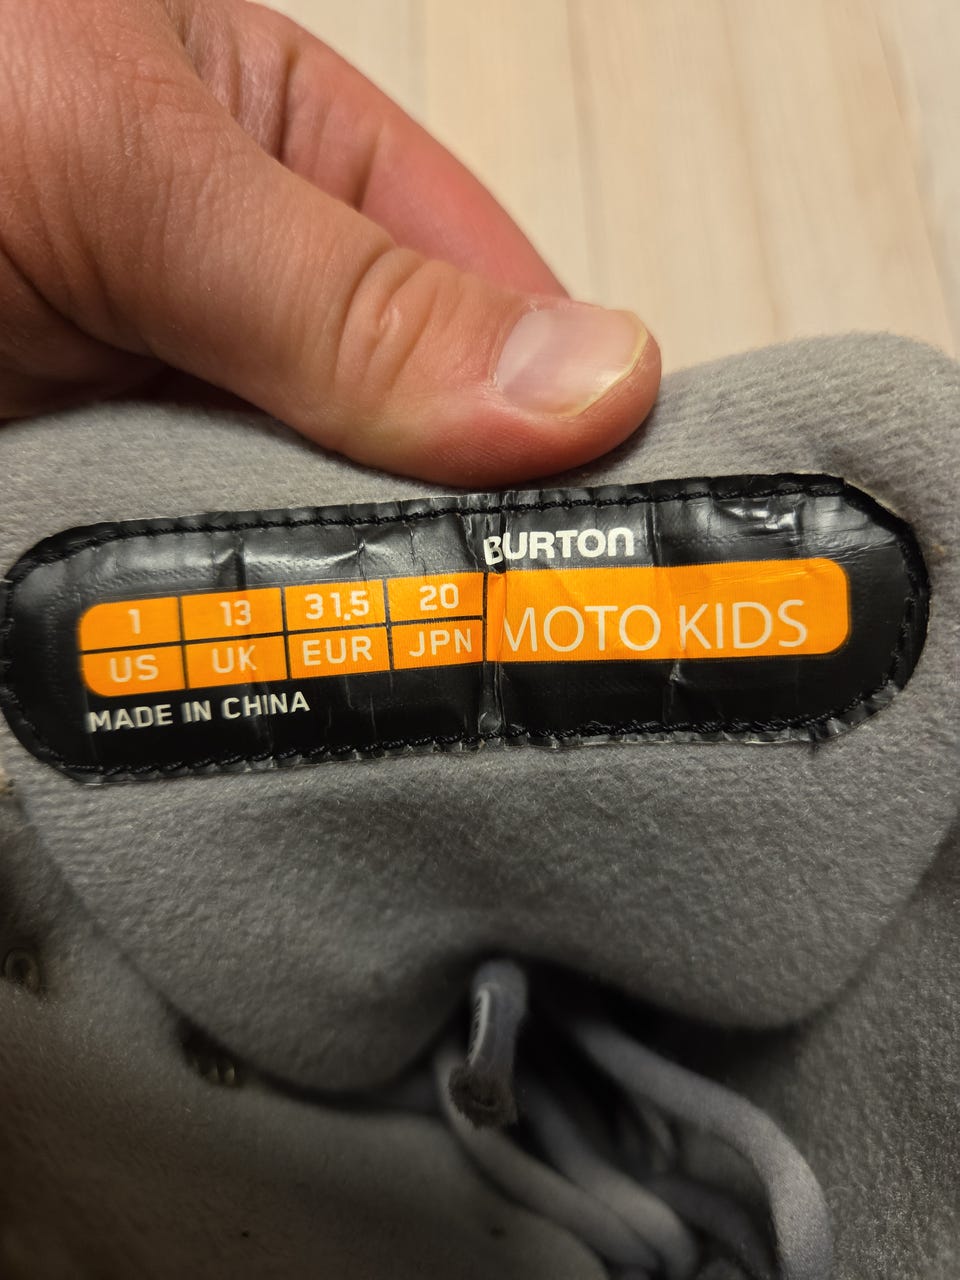 BURTON
1 13 31,5 20
US UK EUR JPN
MOTO KIDS
MADE IN CHINA